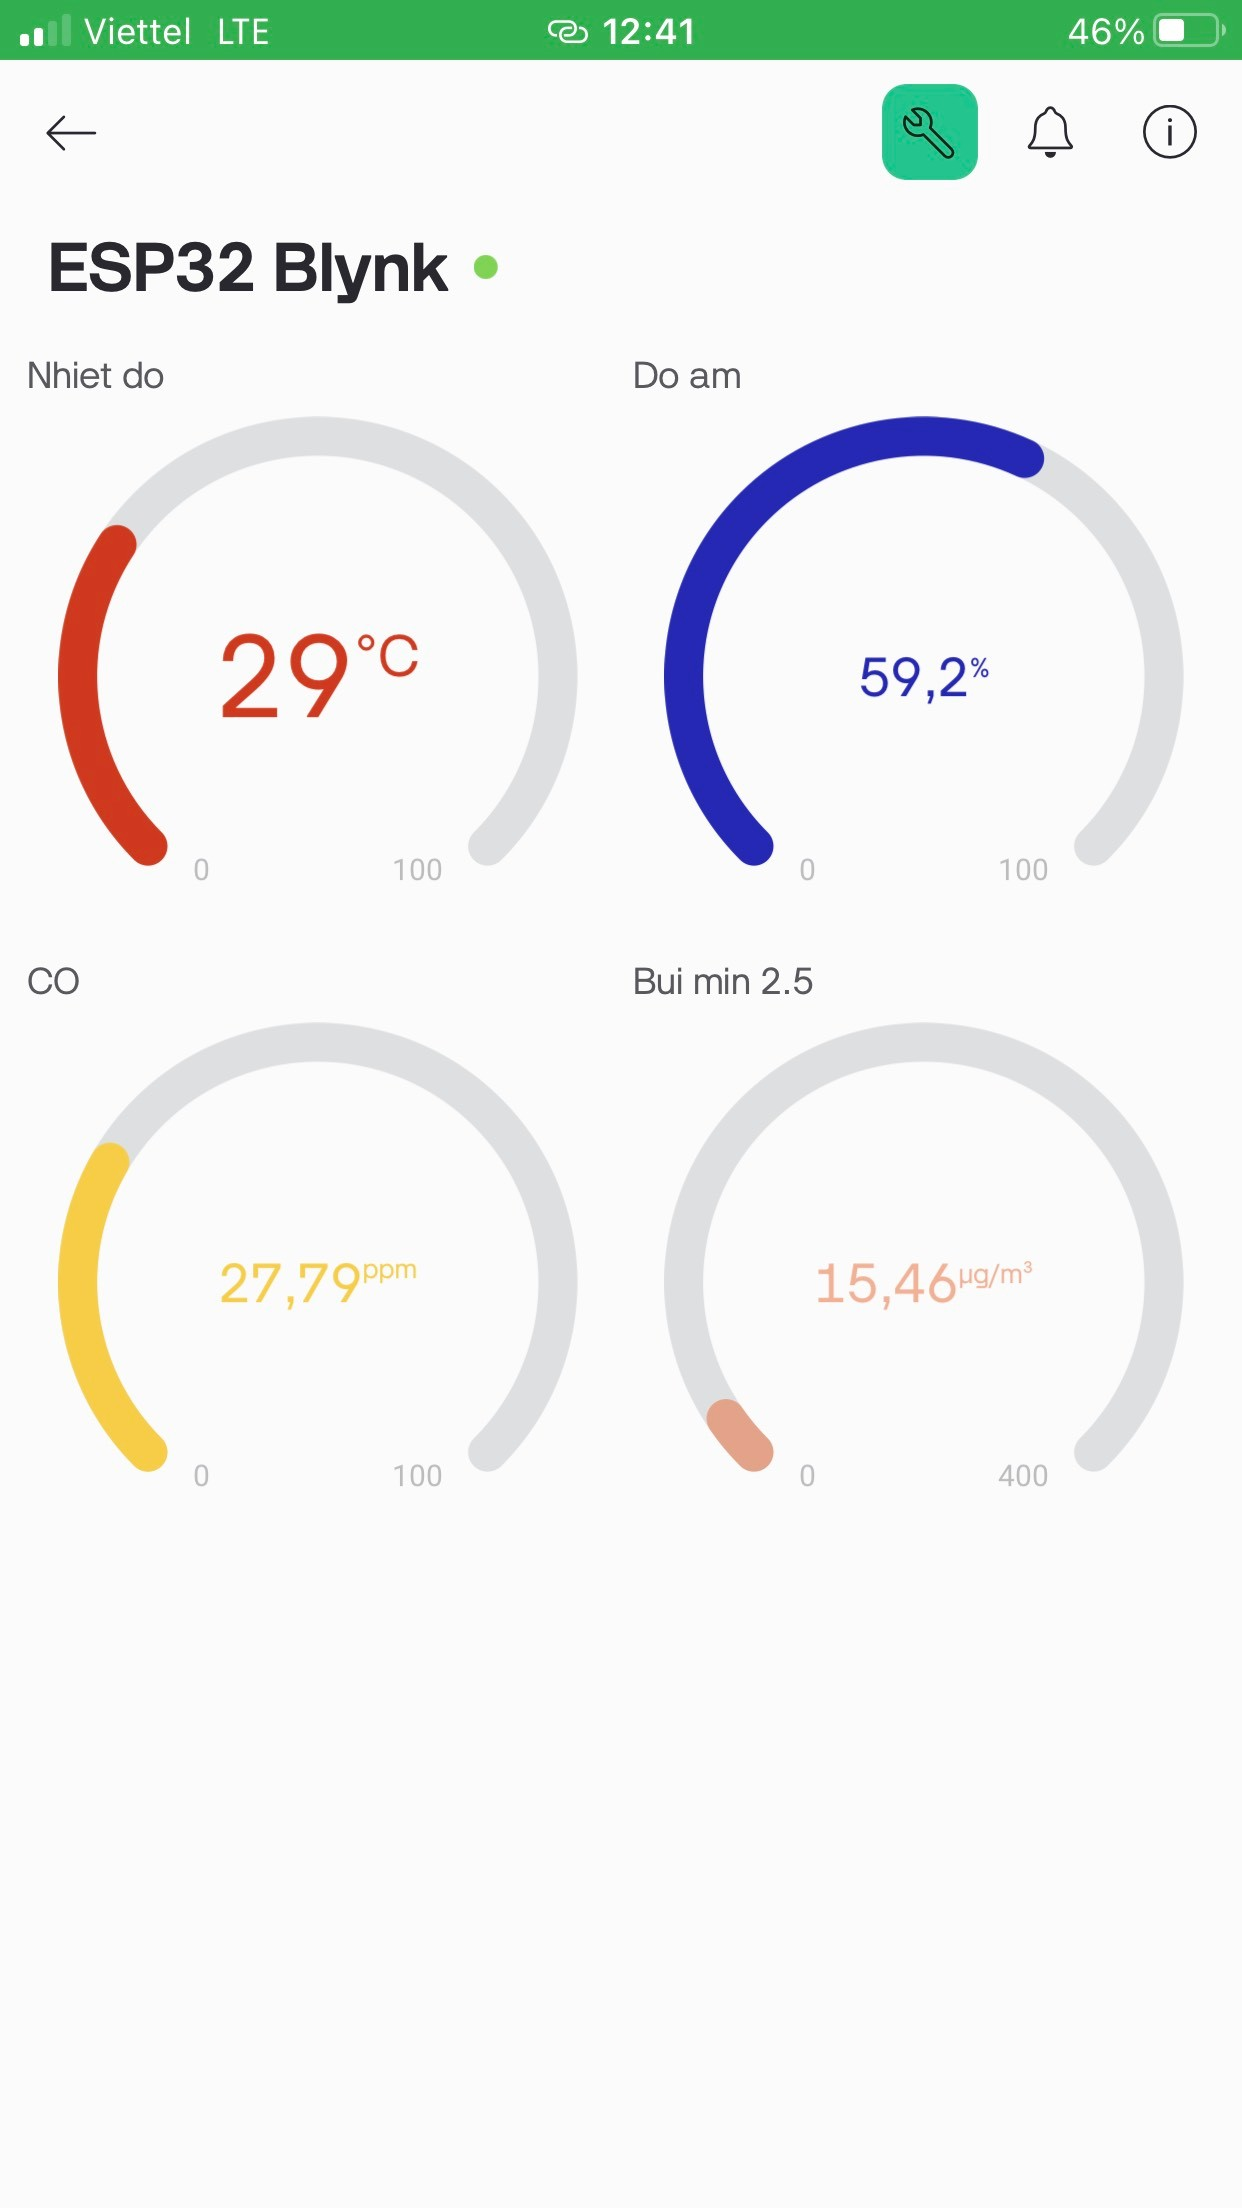 Viettel LTE 12:41 46%
ESP32 Blynk
Nhiet do
29°C
0 100
Do am
59,2%
0 100
CO
27,79ppm
0 100
Bui min 2.5
15,46µg/m³
0 400